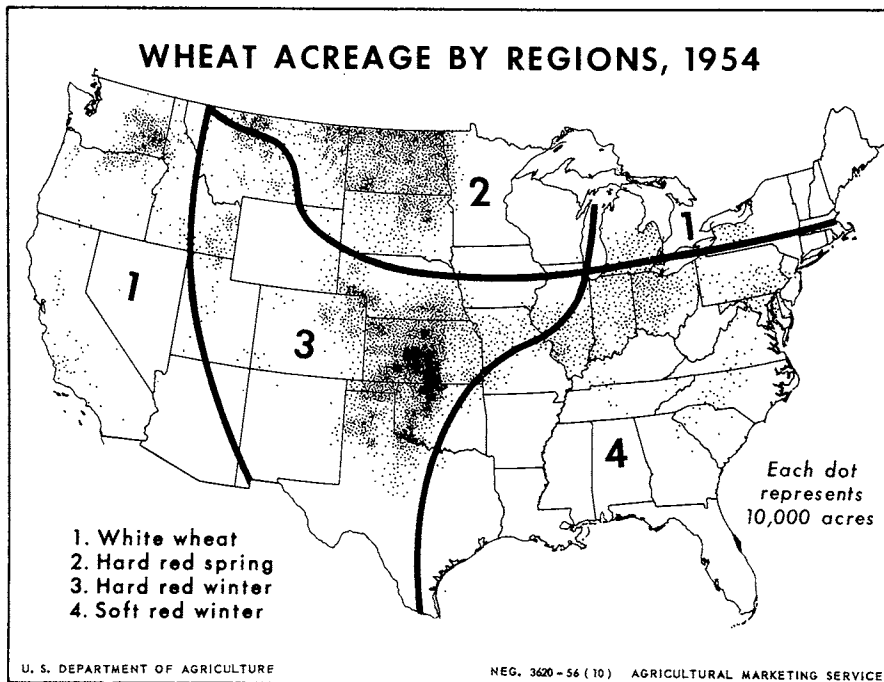 WHEAT ACREAGE BY REGIONS, 1954
2
1
1
3
4
Each dot
represents
10,000 acres
1. White wheat
2. Hard red spring
3. Hard red winter
4. Soft red winter
U. S. DEPARTMENT OF AGRICULTURE
NEG. 3620-56 (10) AGRICULTURAL MARKETING SERVICE